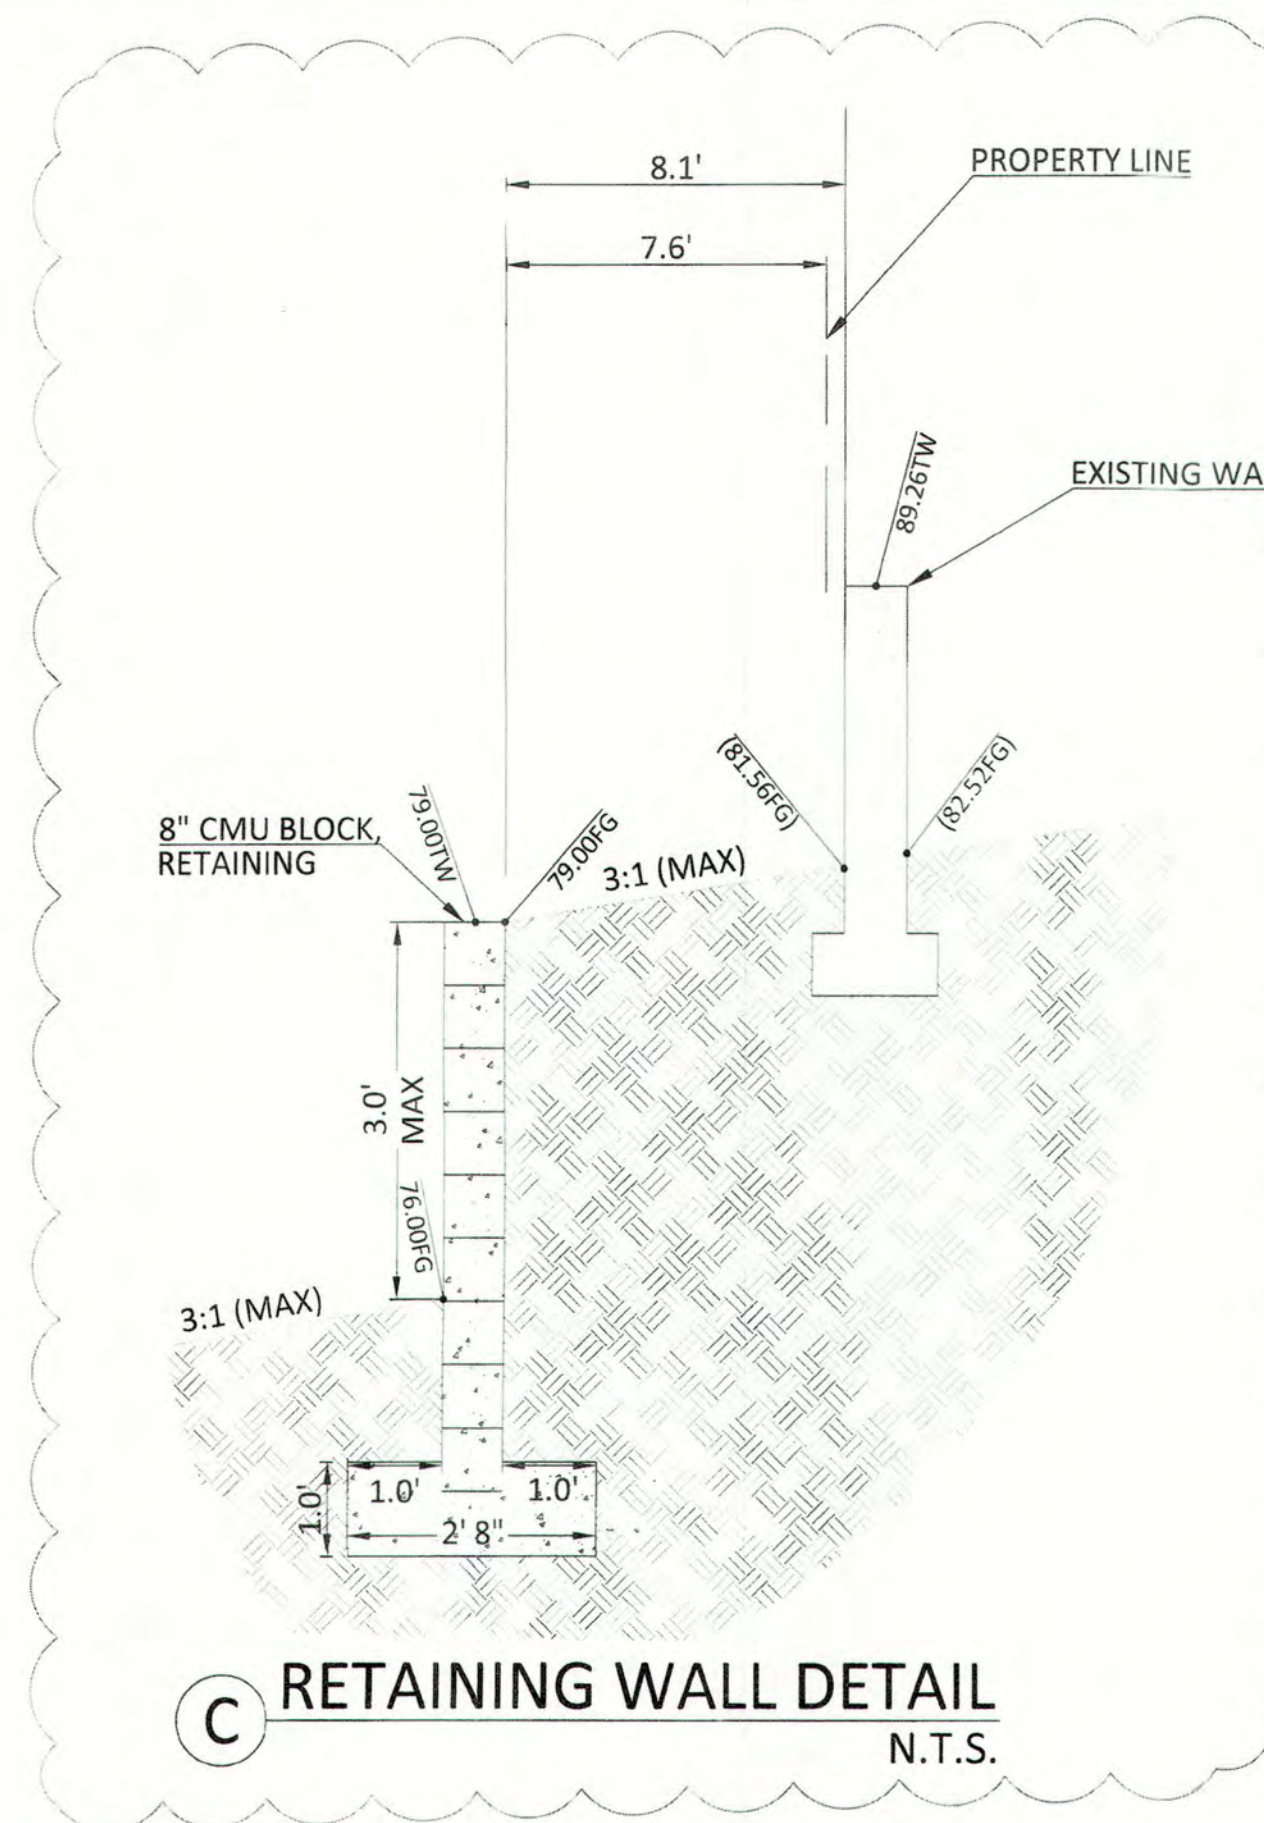 8.1'
PROPERTY LINE
7.6'
89.26TW
EXISTING WA
(81.56FG)
(82.52FG)
8" CMU BLOCK,
RETAINING
79.00TW
79.00FG
3:1 (MAX)
3.0'
MAX
76.00FG
3:1 (MAX)
1.0'
1.0'
1.0'
2' 8"
C
RETAINING WALL DETAIL
N.T.S.